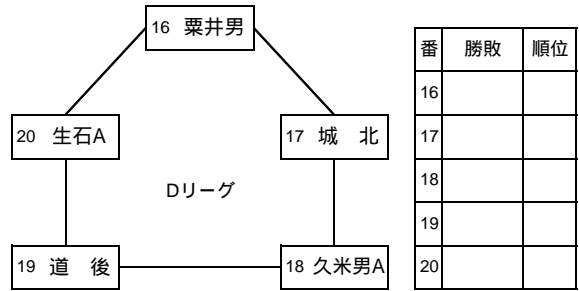 16 粟井男
20 生石A
17 城 北
Dリーグ
19 道 後
18 久米男A
番 勝敗 順位
16
17
18
19
20